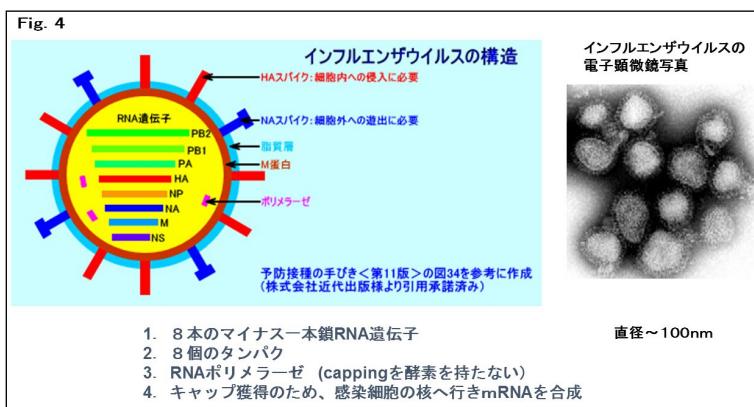 Fig. 4
インフルエンザウイルスの構造
HAスパイク：細胞内への侵入に必要
NAスパイク：細胞外への遊出に必要
脂質層
M蛋白
ポリメラーゼ
RNA遺伝子
PB2
PB1
PA
HA
NP
NA
M
NS
予防接種の手びき＜第11版＞の図34を参考に作成
（株式会社近代出版様より引用承諾済み）
インフルエンザウイルスの
電子顕微鏡写真
直径～100nm
1. ８本のマイナス一本鎖RNA遺伝子
2. ８個のタンパク
3. RNAポリメラーゼ (cappingを酵素を持たない）
4. キャップ獲得のため、感染細胞の核へ行きmRNAを合成